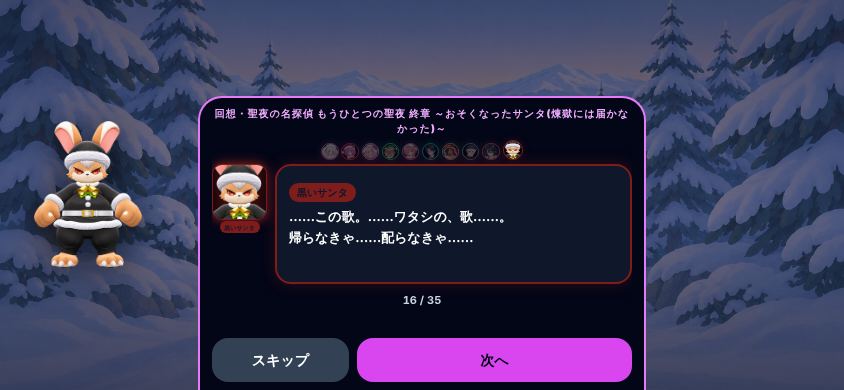 回想・聖夜の名探偵 もうひとつの聖夜 終章 ～おそくなったサンタ(煉獄には届かな
かった)～
黒いサンタ
黒いサンタ
……この歌。……ワタシの、歌……。
帰らなきゃ……配らなきゃ……
16 / 35
スキップ
次へ